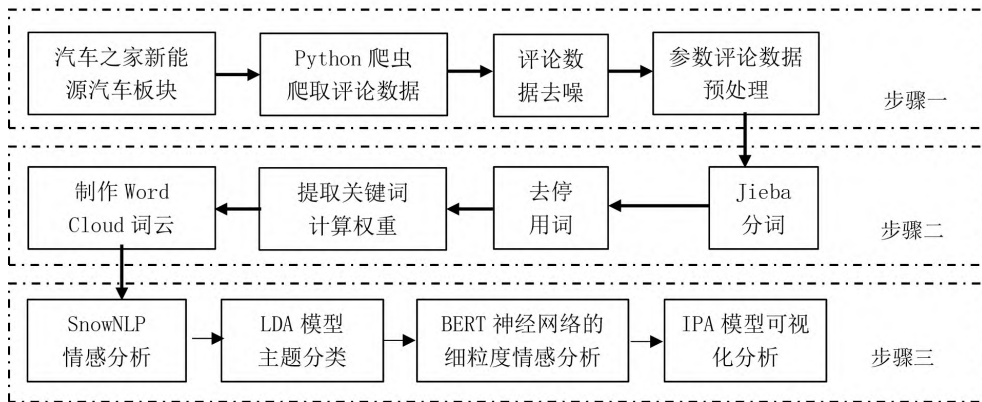 汽车之家新能
源汽车板块
Python 爬虫
爬取评论数据
评论数
据去噪
参数评论数据
预处理
步骤一
Jieba
分词
去停
用词
提取关键词
计算权重
制作 Word
Cloud 词云
步骤二
SnowNLP
情感分析
LDA 模型
主题分类
BERT 神经网络的
细粒度情感分析
IPA 模型可视
化分析
步骤三